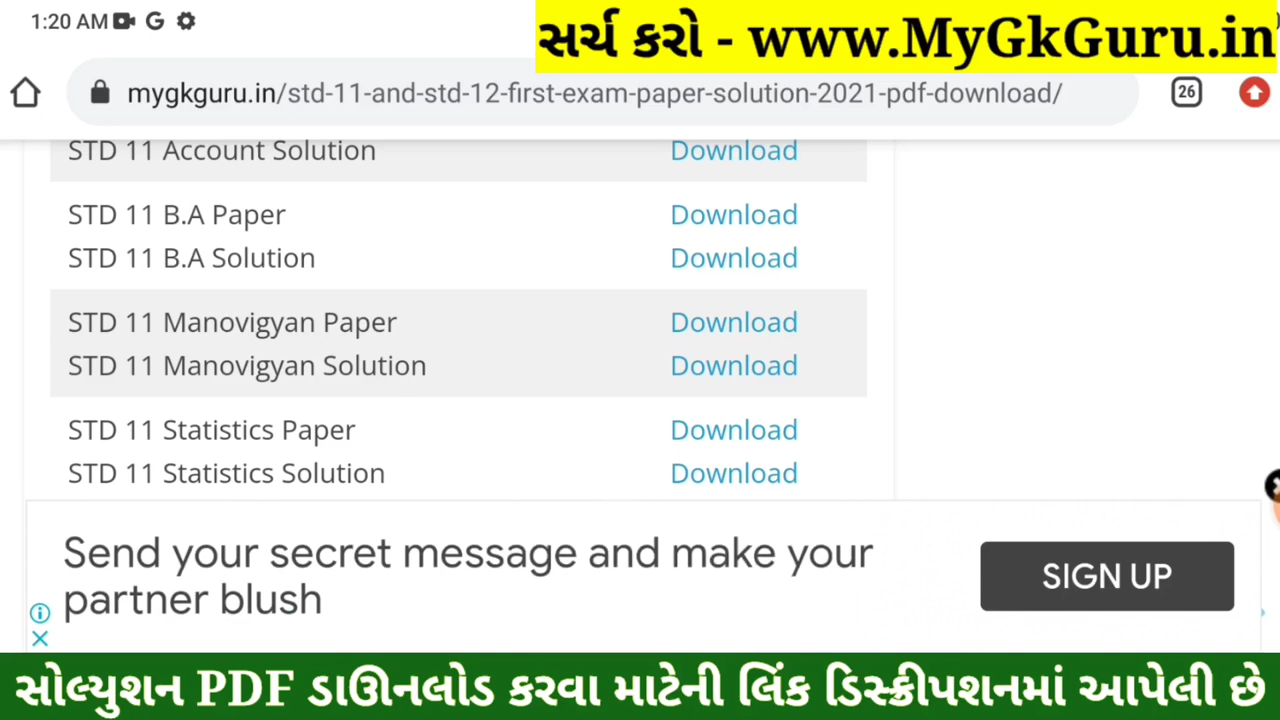 1:20 AM
સર્ચ કરો - www.MyGkGuru.in
mygkguru.in/std-11-and-std-12-first-exam-paper-solution-2021-pdf-download/
26
STD 11 Account Solution Download
STD 11 B.A Paper Download
STD 11 B.A Solution Download
STD 11 Manovigyan Paper Download
STD 11 Manovigyan Solution Download
STD 11 Statistics Paper Download
STD 11 Statistics Solution Download
Send your secret message and make your
partner blush
SIGN UP
સોલ્યુશન PDF ડાઊનલોડ કરવા માટેની લિંક ડિસ્ક્રીપશનમાં આપેલી છે